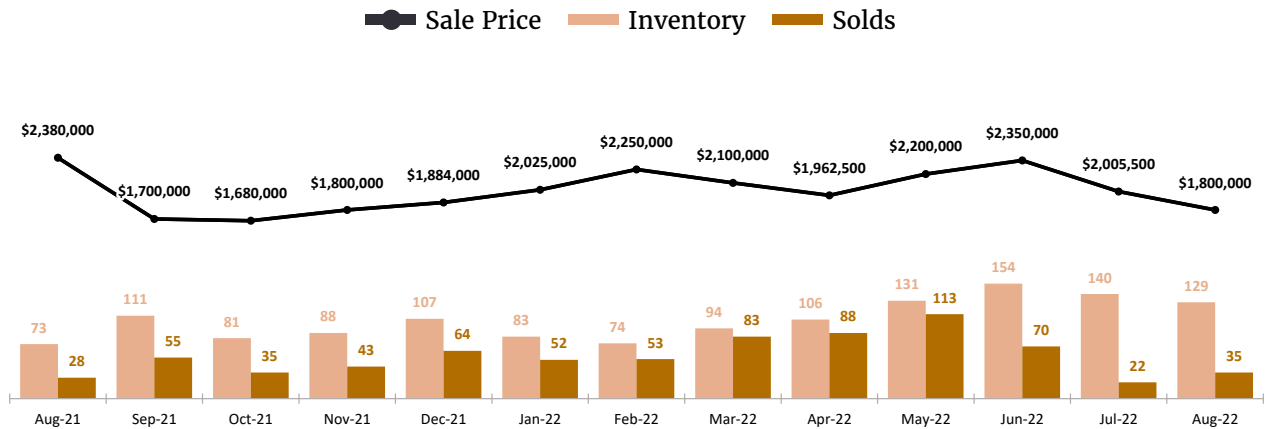 Sale Price Inventory Solds
$2,380,000 $1,700,000 $1,680,000 $1,800,000 $1,884,000 $2,025,000 $2,250,000 $2,100,000 $1,962,500 $2,200,000 $2,350,000 $2,005,500 $1,800,000
73 111 81 88 107 83 74 94 106 131 154 140 129
28 55 35 43 64 52 53 83 88 113 70 22 35
Aug-21 Sep-21 Oct-21 Nov-21 Dec-21 Jan-22 Feb-22 Mar-22 Apr-22 May-22 Jun-22 Jul-22 Aug-22